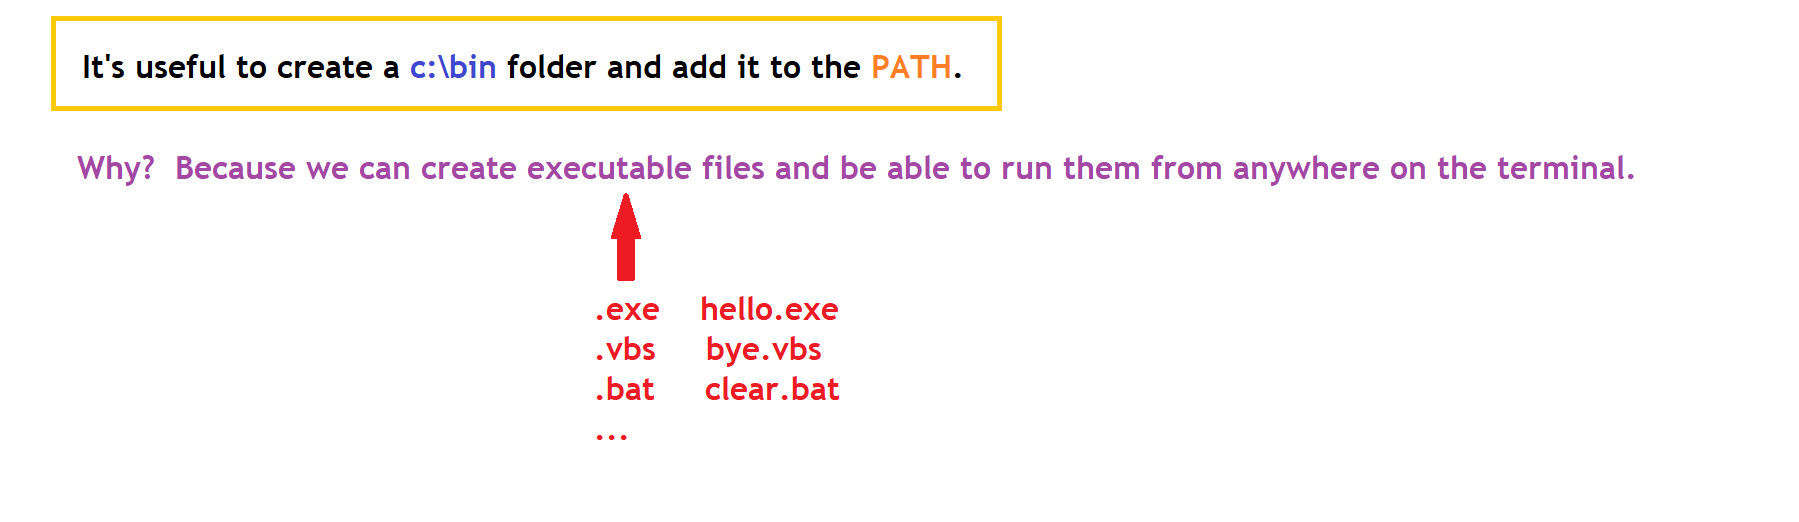 It's useful to create a c:\bin folder and add it to the PATH.
Why? Because we can create executable files and be able to run them from anywhere on the terminal.
.exe hello.exe
.vbs bye.vbs
.bat clear.bat
...